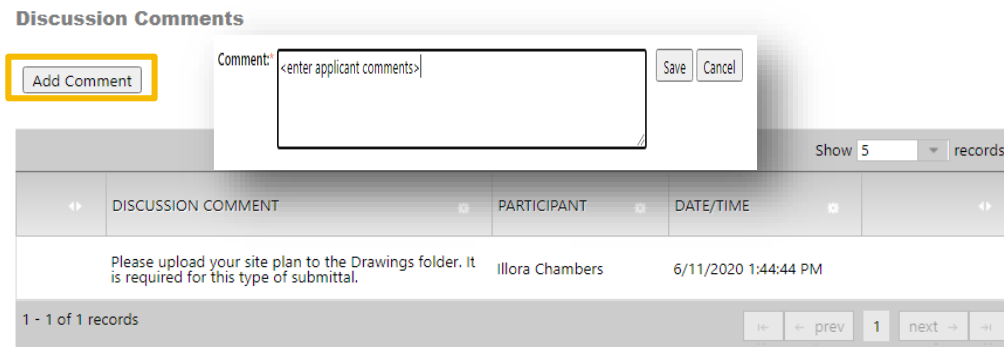 Discussion Comments
Add Comment
Comment:* <enter applicant comments> Save Cancel
Show 5 records
DISCUSSION COMMENT PARTICIPANT DATE/TIME
Please upload your site plan to the Drawings folder. It
is required for this type of submittal. Illora Chambers 6/11/2020 1:44:44 PM
1 - 1 of 1 records ← prev 1 next →